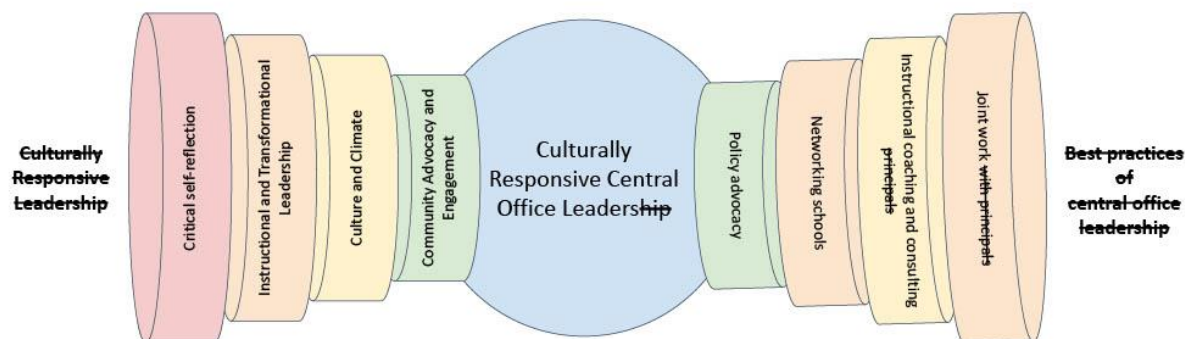 Culturally
Responsive
Leadership
Critical self-reflection
Instructional and Transformational
Leadership
Culture and Climate
Community Advocacy and
Engagement
Culturally
Responsive Central
Office Leadership
Policy advocacy
Networking schools
Instructional coaching and consulting
principals
Joint work with principals
Best practices
of
central office
leadership